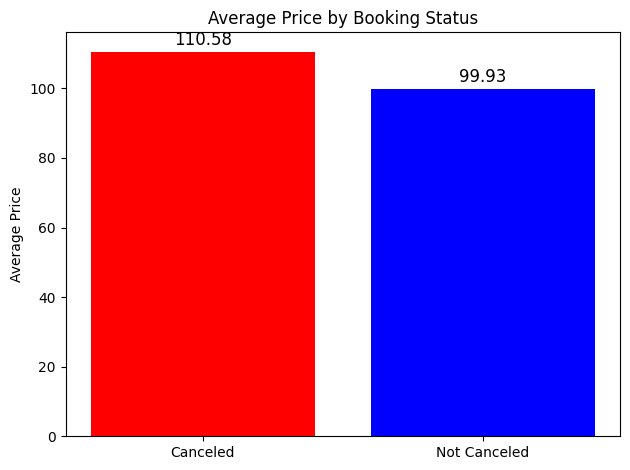 Average Price by Booking Status
110.58
99.93
100
80
60
40
20
0
Average Price
Canceled
Not Canceled